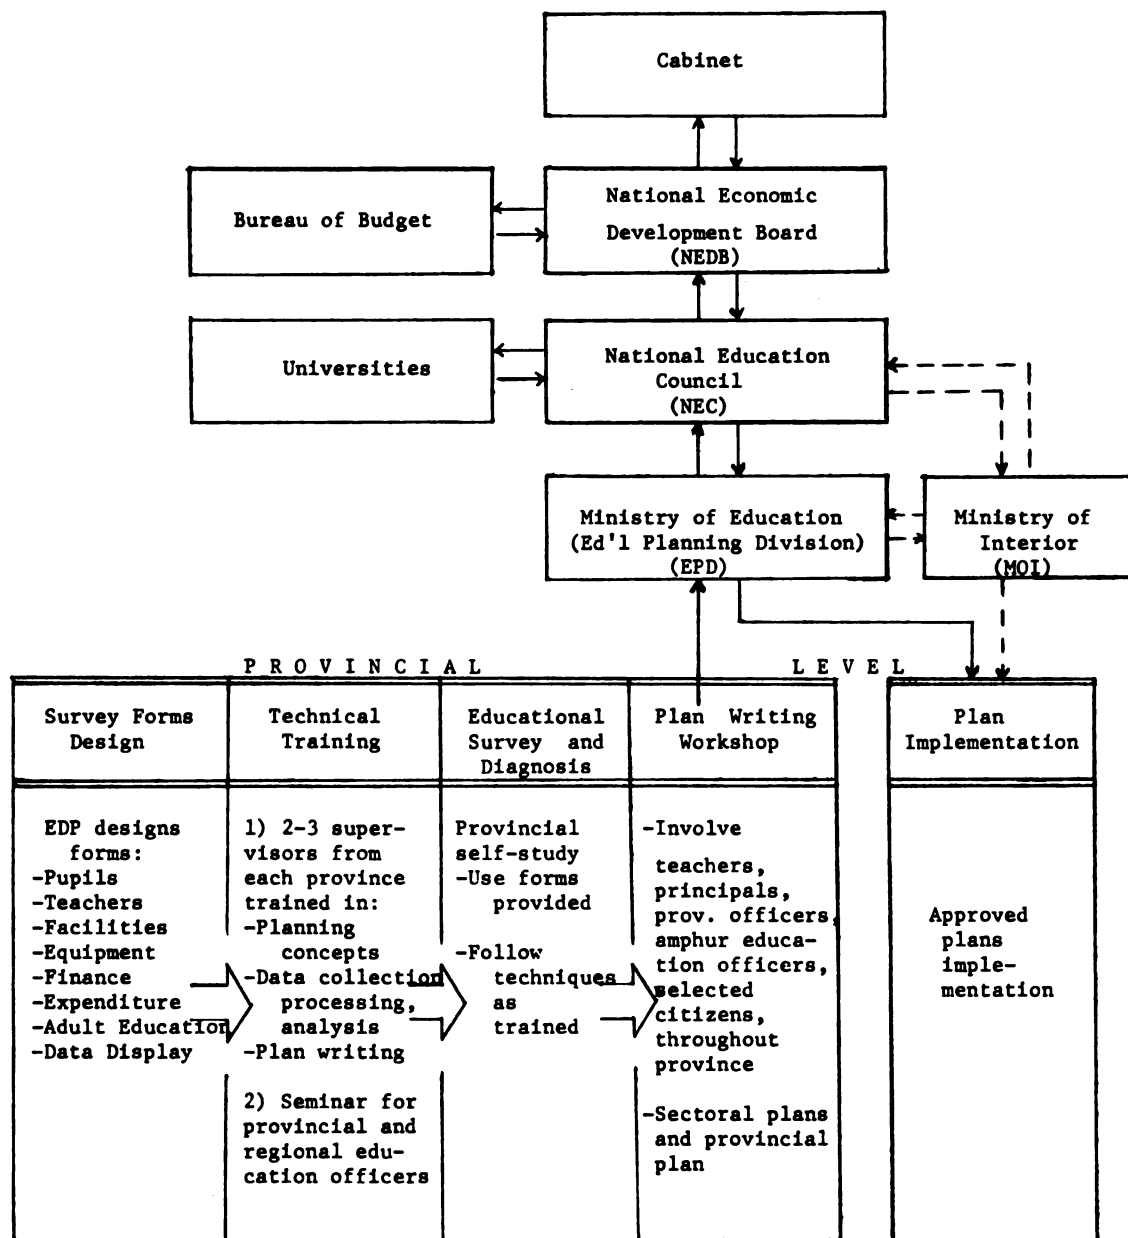 Cabinet
National Economic
Development Board
(NEDB)
Bureau of Budget
National Education
Council
(NEC)
Universities
Ministry of Education
(Ed'l Planning Division)
(EPD)
Ministry of
Interior
(MOI)
P R O V I N C I A L L E V E L
Survey Forms
Design
Technical
Training
Educational
Survey and
Diagnosis
Plan Writing
Workshop
Plan
Implementation
EDP designs
forms:
-Pupils
-Teachers
-Facilities
-Equipment
-Finance
-Expenditure
-Adult Education
-Data Display
1) 2-3 super-
visors from
each province
trained in:
-Planning
concepts
-Data collection
processing,
analysis
-Plan writing
2) Seminar for
provincial and
regional edu-
cation officers
Provincial
self-study
-Use forms
provided
-Follow
techniques
as
trained
-Involve
teachers,
principals,
prov. officers,
amphur educa-
tion officers,
selected
citizens,
throughout
province
-Sectoral plans
and provincial
plan
Approved
plans
imple-
mentation